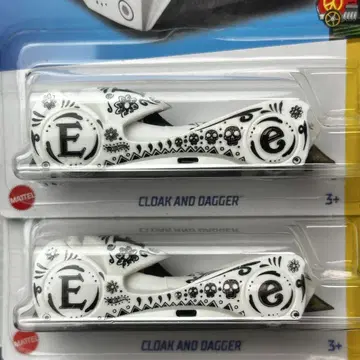 E e
MATTEL
CLOAK AND DAGGER
3+
E e
MATTEL
CLOAK AND DAGGER
3+